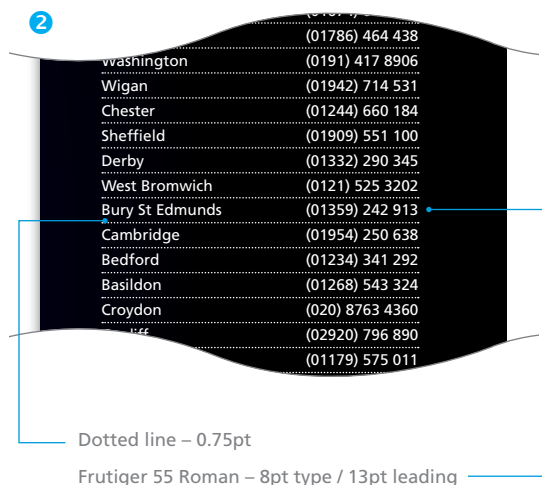 2
(01786) 464 438
Washington (0191) 417 8906
Wigan (01942) 714 531
Chester (01244) 660 184
Sheffield (01909) 551 100
Derby (01332) 290 345
West Bromwich (0121) 525 3202
Bury St Edmunds (01359) 242 913
Cambridge (01954) 250 638
Bedford (01234) 341 292
Basildon (01268) 543 324
Croydon (020) 8763 4360
(02920) 796 890
(01179) 575 011
Dotted line – 0.75pt
Frutiger 55 Roman – 8pt type / 13pt leading